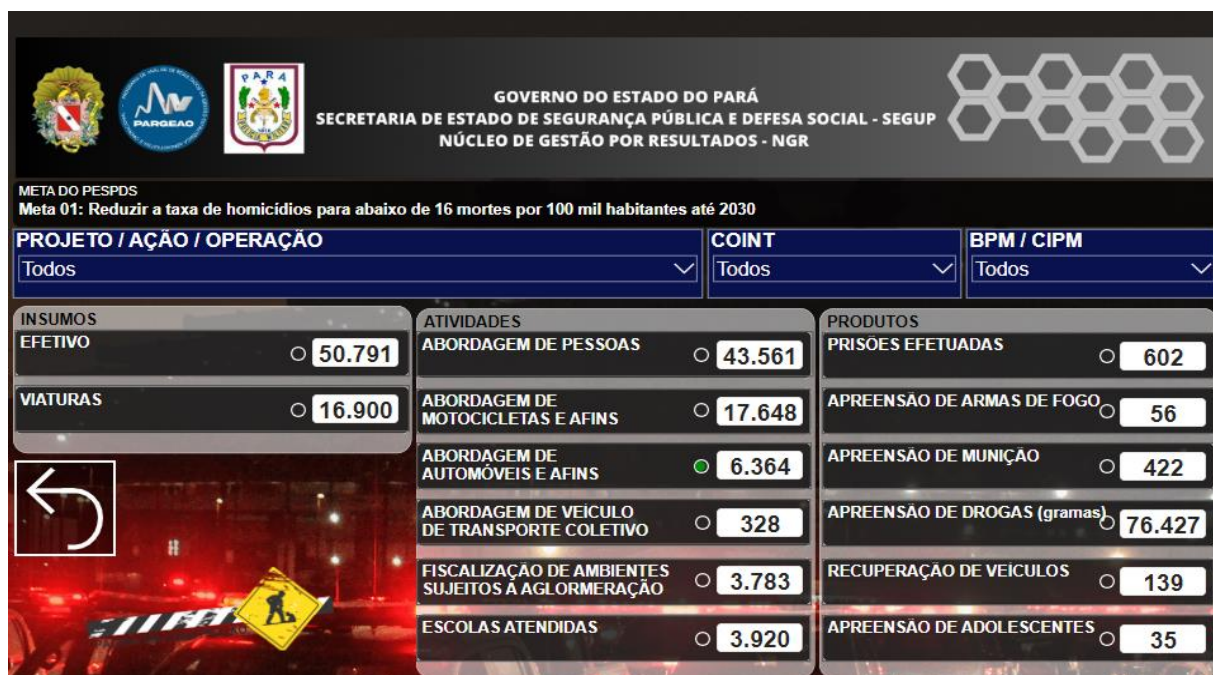 PARÁ
PARGEAO
GOVERNO DO ESTADO DO PARÁ
SECRETARIA DE ESTADO DE SEGURANÇA PÚBLICA E DEFESA SOCIAL - SEGUP
NÚCLEO DE GESTÃO POR RESULTADOS - NGR
META DO PESPDS
Meta 01: Reduzir a taxa de homicídios para abaixo de 16 mortes por 100 mil habitantes até 2030
PROJETO / AÇÃO / OPERAÇÃO
Todos
COINT
Todos
BPM / CIPM
Todos
INSUMOS
EFETIVO
50.791
VIATURAS
16.900
ATIVIDADES
ABORDAGEM DE PESSOAS
43.561
ABORDAGEM DE
MOTOCICLETAS E AFINS
17.648
ABORDAGEM DE
AUTOMÓVEIS E AFINS
6.364
ABORDAGEM DE VEÍCULO
DE TRANSPORTE COLETIVO
328
FISCALIZAÇÃO DE AMBIENTES
SUJEITOS À AGLORMERAÇÃO
3.783
ESCOLAS ATENDIDAS
3.920
PRODUTOS
PRISÕES EFETUADAS
602
APREENSÃO DE ARMAS DE FOGO
56
APREENSÃO DE MUNIÇÃO
422
APREENSÃO DE DROGAS (gramas)
76.427
RECUPERAÇÃO DE VEÍCULOS
139
APREENSÃO DE ADOLESCENTES
35